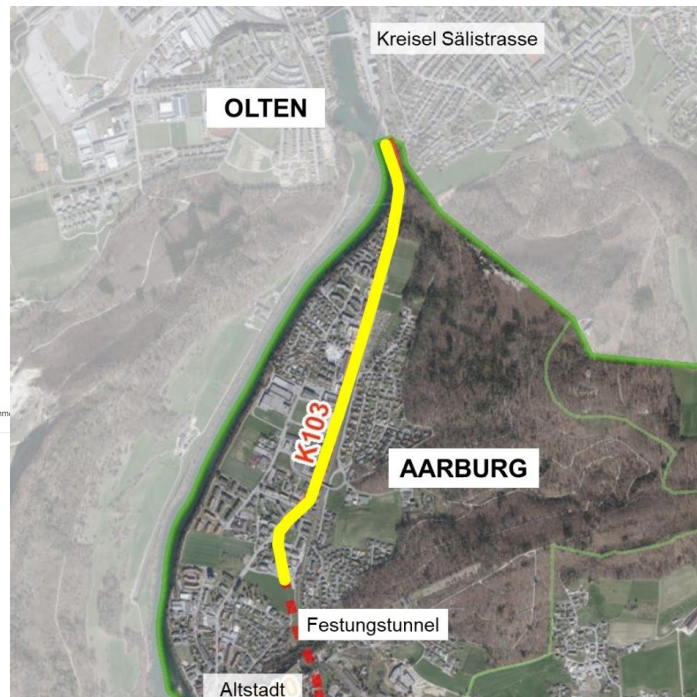 Kreisel Sälistrasse
OLTEN
K103
AARBURG
Festungstunnel
Altstadt